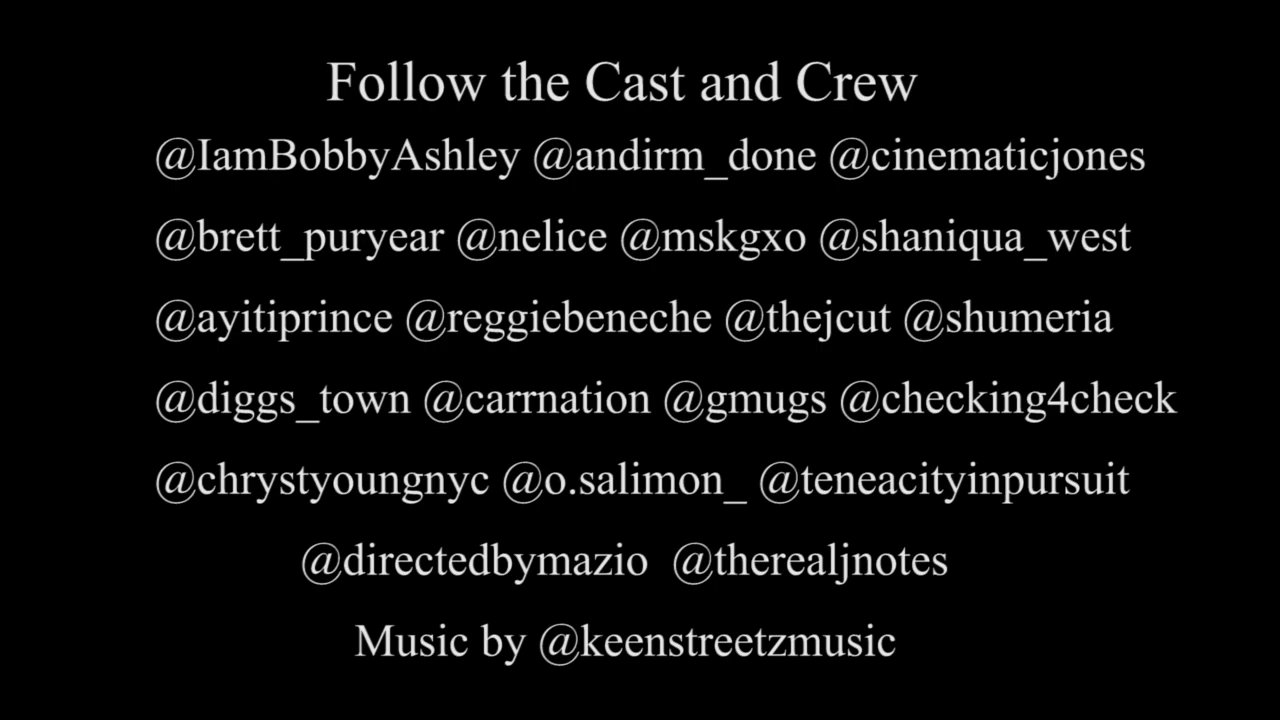 Follow the Cast and Crew
@IamBobbyAshley @andirm_done @cinematicjones
@brett_puryear @nelice @mskgxo @shaniqua_west
@ayitiprince @reggiebeneche @thejcut @shumeria
@diggs_town @carrnation @gmugs @checking4check
@chrystyoungnyc @o.salimon_ @teneacityinpursuit
@directedbymazio @therealjnotes
Music by @keenstreetzmusic